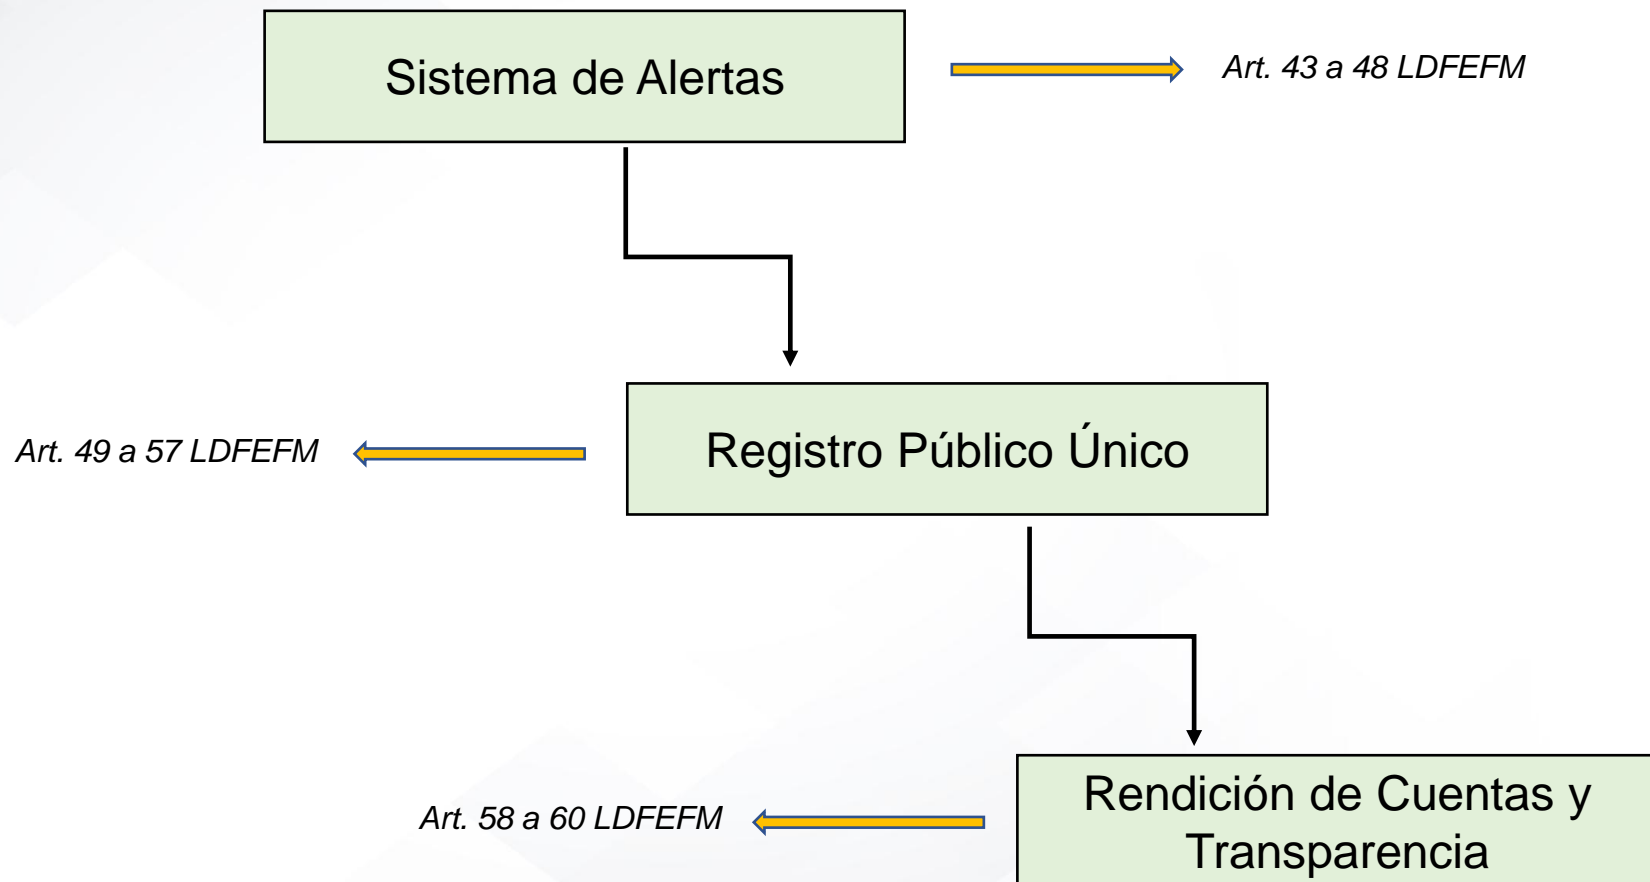 Sistema de Alertas
Art. 43 a 48 LDFEFM
Art. 49 a 57 LDFEFM
Registro Público Único
Art. 58 a 60 LDFEFM
Rendición de Cuentas y
Transparencia